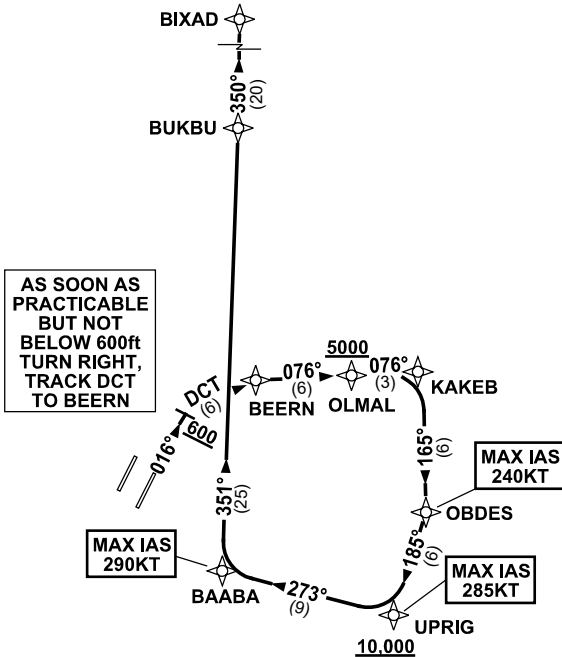 BIXAD
350°
(20)
BUKBU
AS SOON AS
PRACTICABLE
BUT NOT
BELOW 600ft
TURN RIGHT,
TRACK DCT
TO BEERN
016°
600
DCT
(6)
BEERN
076°
(6)
5000
OLMAL
076°
(3)
KAKEB
165°
(6)
MAX IAS
240KT
OBDES
185°
(6)
MAX IAS
285KT
UPRIG
10,000
273°
(9)
MAX IAS
290KT
BAABA
351°
(25)